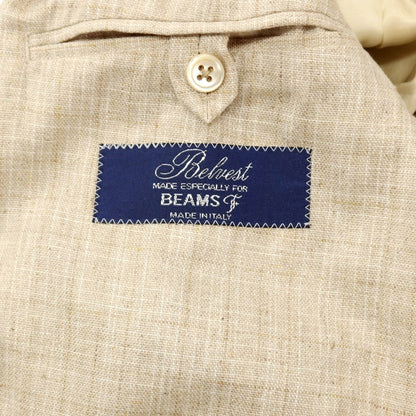 Belvest
MADE ESPECIALLY FOR
BEAMS F
MADE IN ITALY